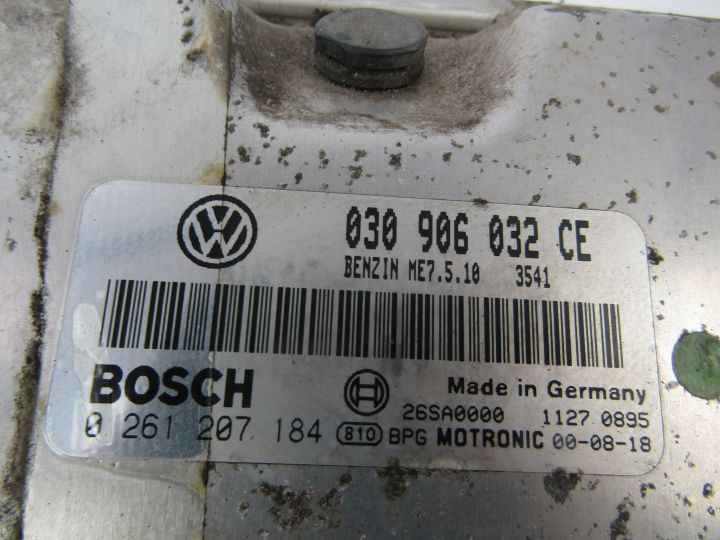 030 906 032 CE
BENZIN ME7.5.10 3541
BOSCH
Made in Germany
26SA0000 1127 0895
0 261 207 184 810 BPG MOTRONIC 00-08-18